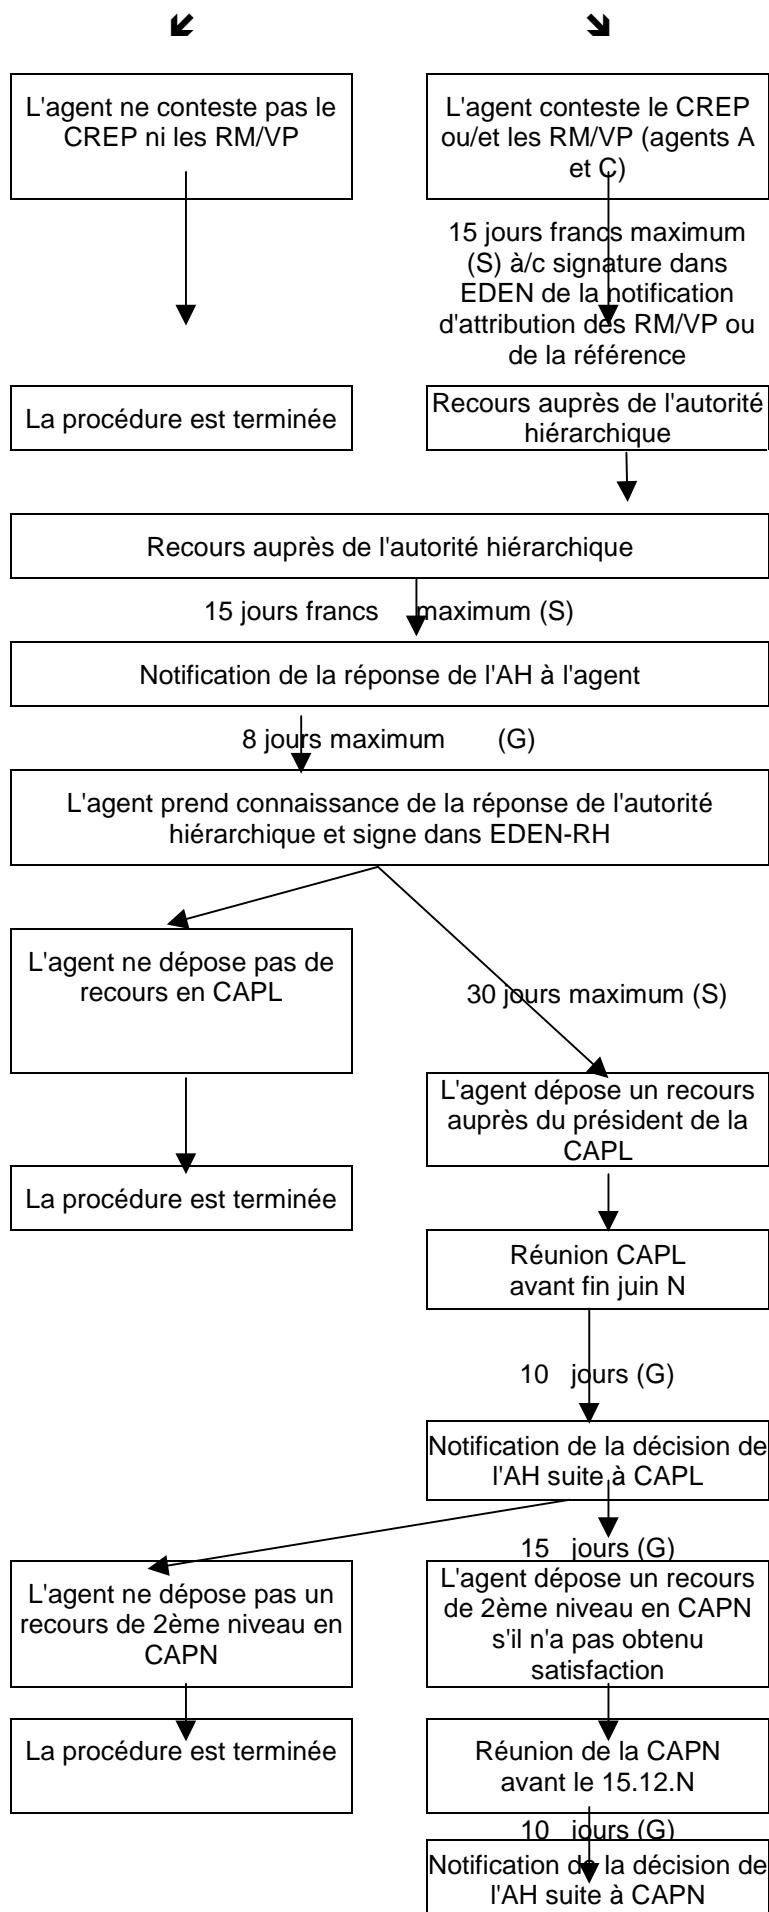 L'agent ne conteste pas le
CREP ni les RM/VP
L'agent conteste le CREP
ou/et les RM/VP (agents A
et C)
15 jours francs maximum
(S) à/c signature dans
EDEN de la notification
d'attribution des RM/VP ou
de la référence
La procédure est terminée
Recours auprès de l'autorité
hiérarchique
Recours auprès de l'autorité hiérarchique
15 jours francs maximum (S)
Notification de la réponse de l'AH à l'agent
8 jours maximum (G)
L'agent prend connaissance de la réponse de l'autorité
hiérarchique et signe dans EDEN-RH
L'agent ne dépose pas de
recours en CAPL
30 jours maximum (S)
L'agent dépose un recours
auprès du président de la
CAPL
La procédure est terminée
Réunion CAPL
avant fin juin N
10 jours (G)
Notification de la décision de
l'AH suite à CAPL
15 jours (G)
L'agent ne dépose pas un
recours de 2ème niveau en
CAPN
L'agent dépose un recours
de 2ème niveau en CAPN
s'il n'a pas obtenu
satisfaction
La procédure est terminée
Réunion de la CAPN
avant le 15.12.N
10 jours (G)
Notification de la décision de
l'AH suite à CAPN